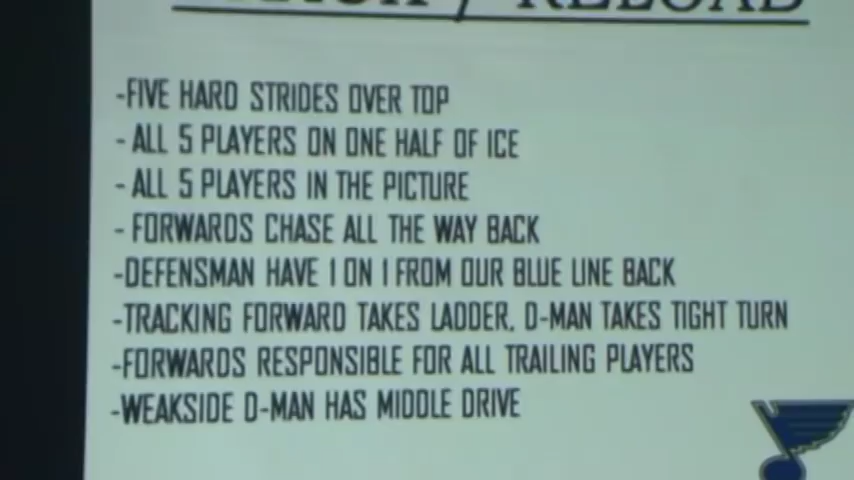 / RELOAD
-FIVE HARD STRIDES OVER TOP
- ALL 5 PLAYERS ON ONE HALF OF ICE
- ALL 5 PLAYERS IN THE PICTURE
- FORWARDS CHASE ALL THE WAY BACK
-DEFENSMAN HAVE 1 ON 1 FROM OUR BLUE LINE BACK
-TRACKING FORWARD TAKES LADDER. D-MAN TAKES TIGHT TURN
-FORWARDS RESPONSIBLE FOR ALL TRAILING PLAYERS
-WEAKSIDE D-MAN HAS MIDDLE DRIVE